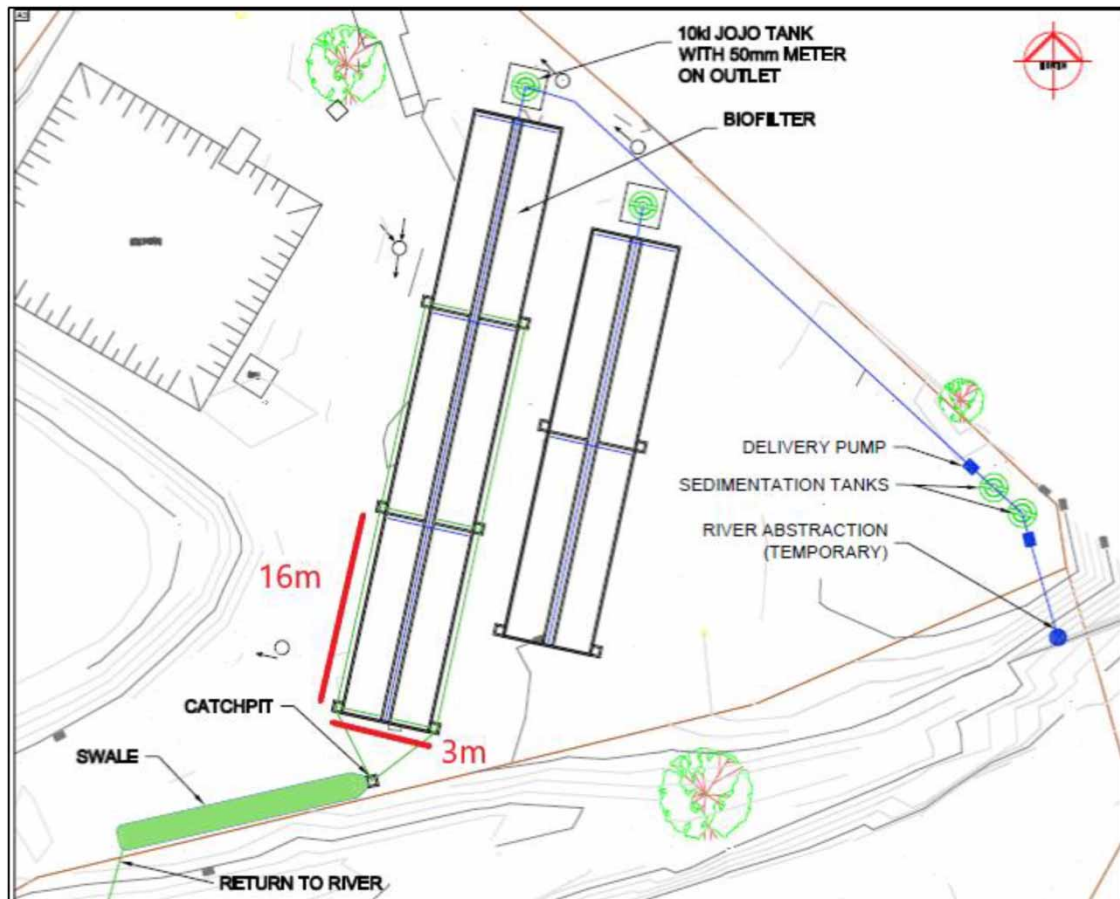 A3
10kl JOJO TANK
WITH 50mm METER
ON OUTLET
BIOFILTER
DELIVERY PUMP
SEDIMENTATION TANKS
RIVER ABSTRACTION
(TEMPORARY)
16m
CATCHPIT
3m
SWALE
RETURN TO RIVER